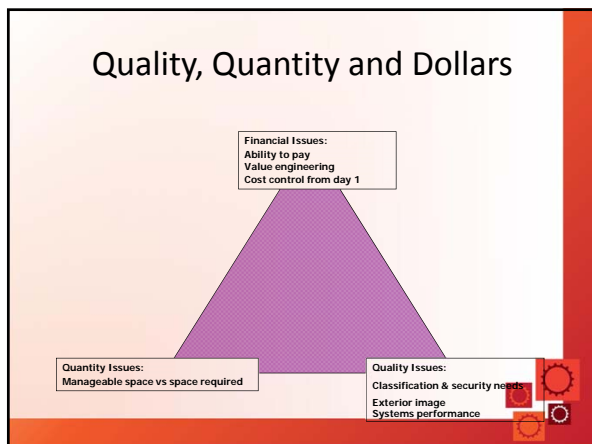 Quality, Quantity and Dollars
Financial Issues:
Ability to pay
Value engineering
Cost control from day 1
Quantity Issues:
Manageable space vs space required
Quality Issues:
Classification & security needs
Exterior image
Systems performance